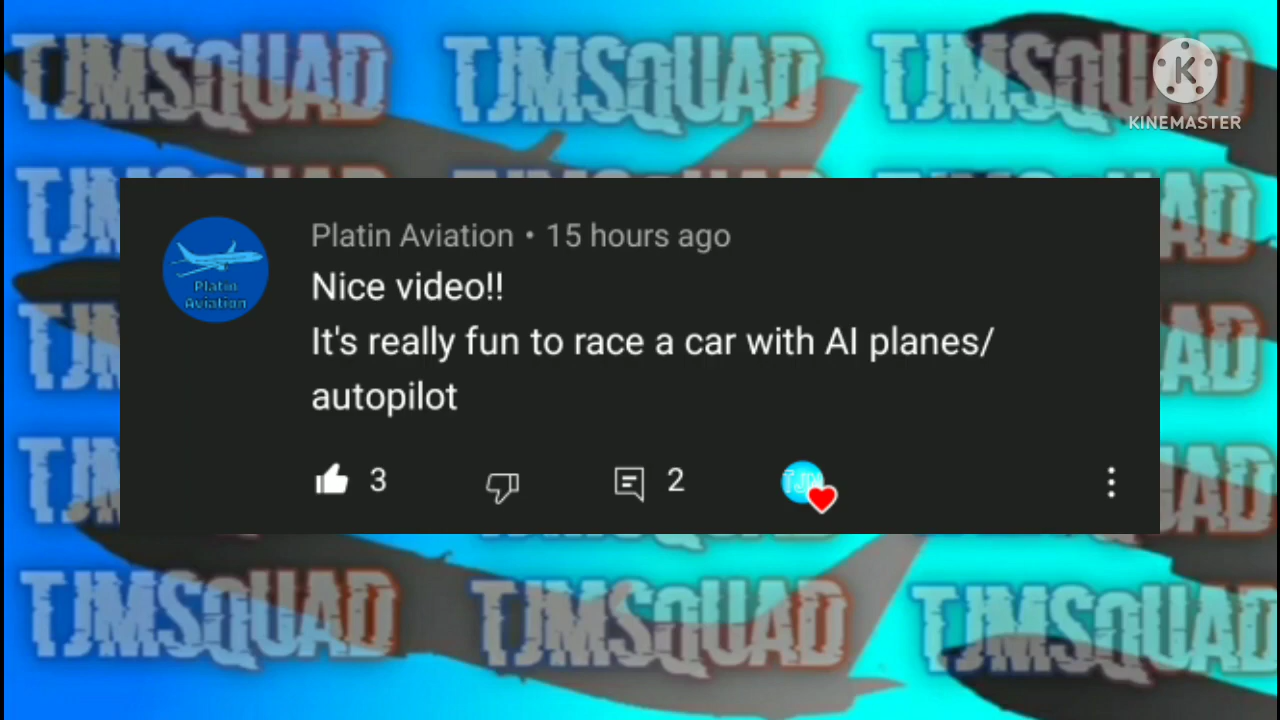 TJMSQUAD TJMSQUAD TJMSQUAD
KINEMASTER
Platin Aviation • 15 hours ago
Platin
Aviation
Nice video!!
It's really fun to race a car with AI planes/
autopilot
3 2 TJM
TJMSQUAD TJMSQUAD TJMSQUAD